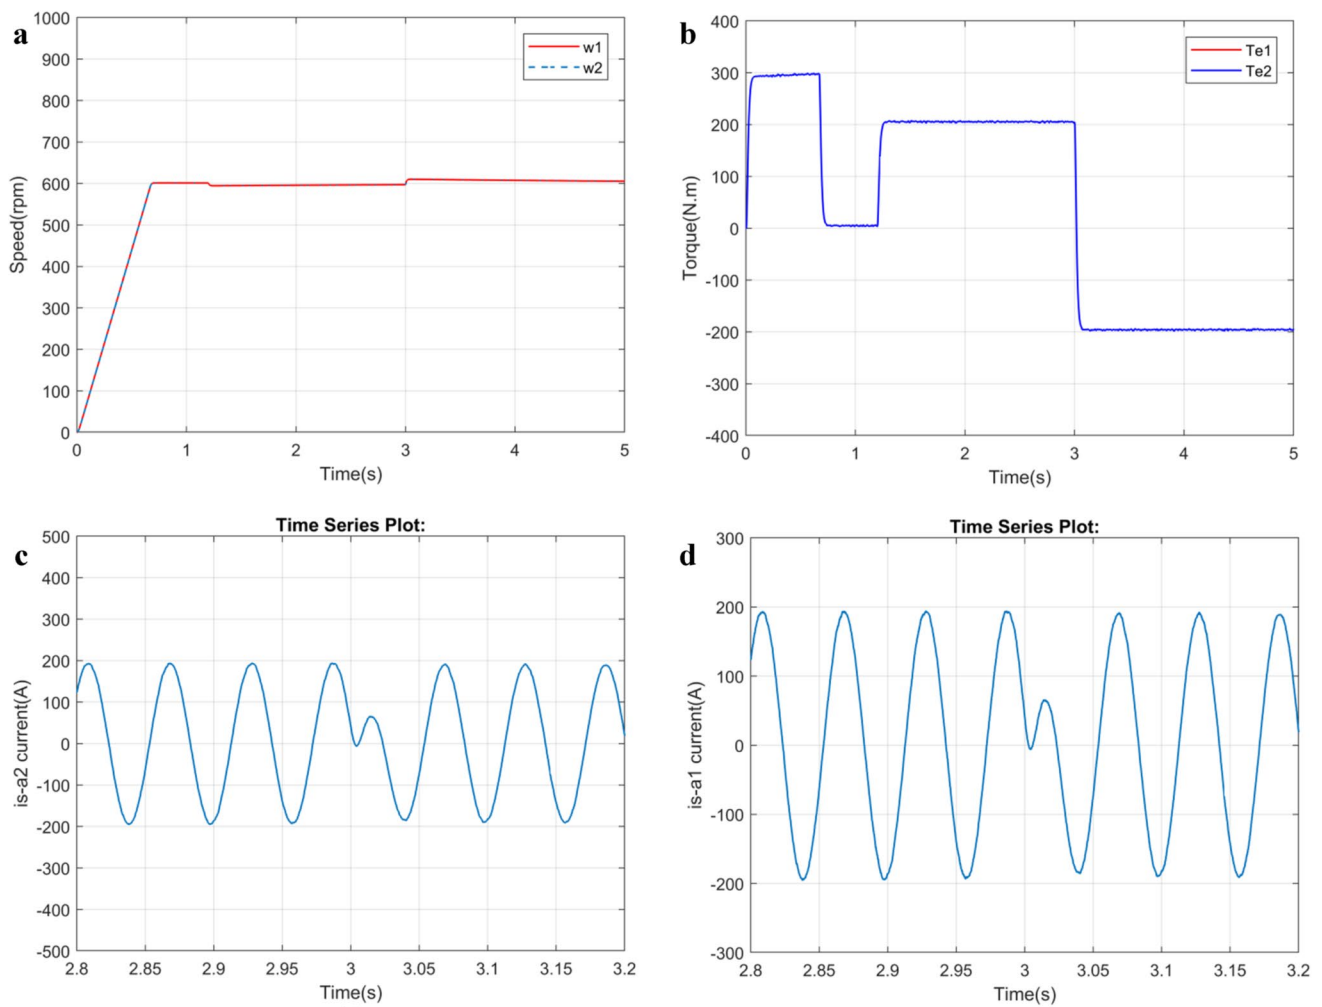 a
1000
900
800
700
600
500
400
300
200
100
0
Speed(rpm)
w1
w2
0 1 2 3 4 5
Time(s)
b
400
300
200
100
0
-100
-200
-300
-400
Torque(N.m)
Te1
Te2
0 1 2 3 4 5
Time(s)
c
Time Series Plot:
500
400
300
200
100
0
-100
-200
-300
-400
-500
is-a2 current(A)
2.8 2.85 2.9 2.95 3 3.05 3.1 3.15 3.2
Time(s)
d
Time Series Plot:
300
200
100
0
-100
-200
-300
is-a1 current(A)
2.8 2.85 2.9 2.95 3 3.05 3.1 3.15 3.2
Time(s)